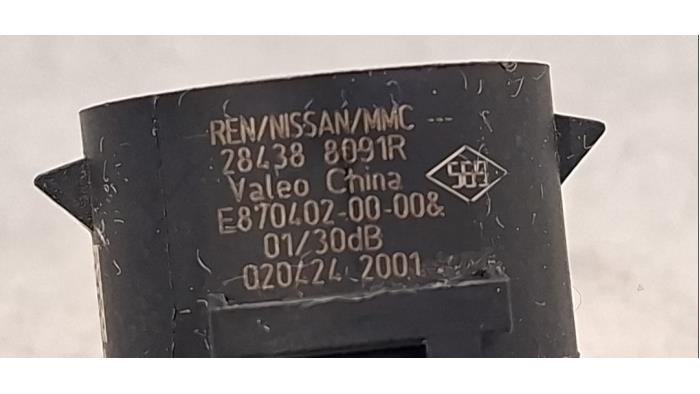 REN/NISSAN/MMC ---
28438 8091R
Valeo China
E870402-00-00&
01/30dB
020424 2001